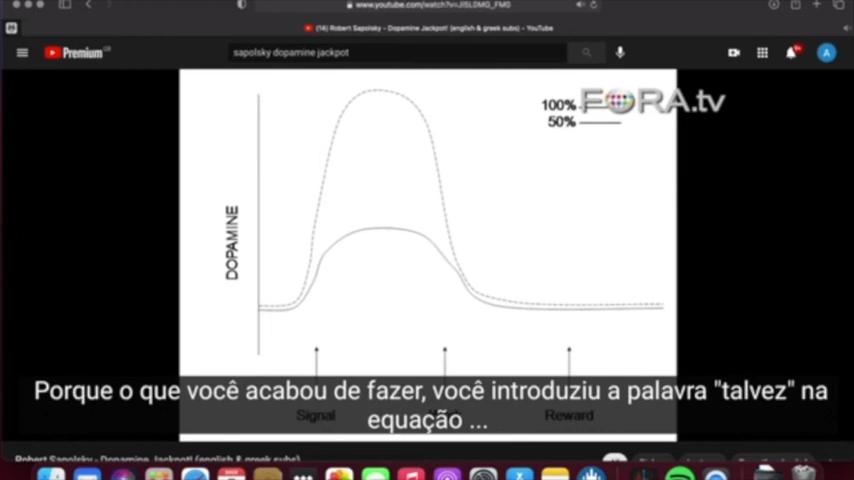 www.youtube.com/watch?v=
(14) Robert Sapolsky - Dopamine Jackpot! (english & greek subs) - YouTube
Premium
sapolsky dopamine jackpot
A
FORA.tv
100%
50%
DOPAMINE
Signal
Reward
Porque o que você acabou de fazer, você introduziu a palavra "talvez" na
equação ...
Robert Sapolsky - Dopamine Jackpot! (english & greek subs)